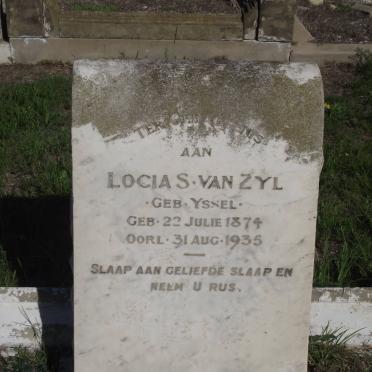 TER
AAN
LOCIA S. VAN ZYL
·GEB· YSSEL·
GEB· 22 JULIE 1874
OORL· 31 AUG·1935
SLAAP AAN GELIEFDE SLAAP EN
NEEM U RUS.